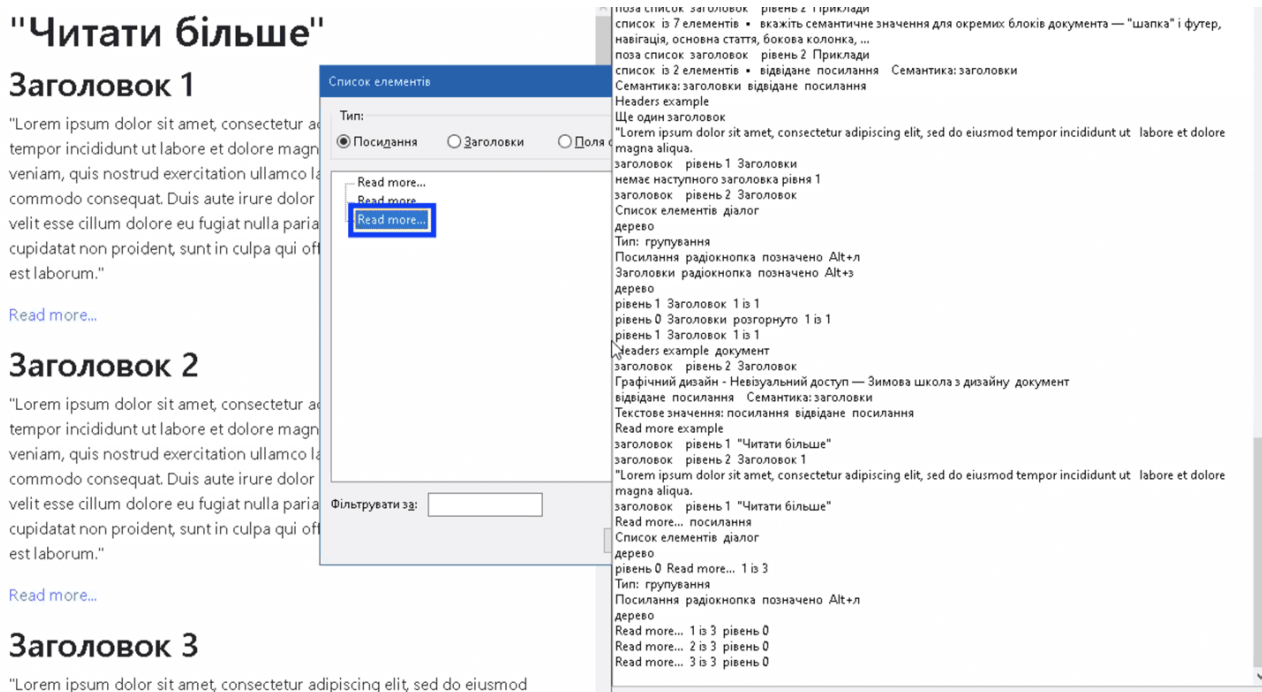 "Читати більше"
Заголовок 1
"Lorem ipsum dolor sit amet, consectetur
tempor incididunt ut labore et dolore magn
veniam, quis nostrud exercitation ullamco
commodo consequat. Duis aute irure dolor
velit esse cillum dolore eu fugiat nulla paria
cupidatat non proident, sunt in culpa qui
est laborum."
Read more...
Заголовок 2
"Lorem ipsum dolor sit amet, consectetur
tempor incididunt ut labore et dolore magn
veniam, quis nostrud exercitation ullamco
commodo consequat. Duis aute irure dolor
velit esse cillum dolore eu fugiat nulla paria
cupidatat non proident, sunt in culpa qui
est laborum."
Read more...
Заголовок 3
"Lorem ipsum dolor sit amet, consectetur adipiscing elit, sed do eiusmod
Список елементів
Тип:
Посилання Заголовки Поля
Read more...
Read more...
Read more...
Фільтрувати за:
поза список заголовок рівень 2 Приклади
список із 7 елементів • вкажіть семантичне значення для окремих блоків документа — "шапка" і футер,
навігація, основна стаття, бокова колонка, ...
поза список заголовок рівень 2 Приклади
список із 2 елементів • відвідане посилання Семантика: заголовки
Семантика: заголовки відвідане посилання
Headers example
Ще один заголовок
"Lorem ipsum dolor sit amet, consectetur adipiscing elit, sed do eiusmod tempor incididunt ut labore et dolore
magna aliqua.
заголовок рівень 1 Заголовки
немає наступного заголовка рівня 1
заголовок рівень 2 Заголовок
Список елементів діалог
дерево
Тип: групування
Посилання радіокнопка позначено Alt+л
Заголовки радіокнопка позначено Alt+з
дерево
рівень 1 Заголовок 1 із 1
рівень 0 Заголовки розгорнуто 1 із 1
рівень 1 Заголовок 1 із 1
Headers example документ
заголовок рівень 2 Заголовок
Графічний дизайн - Невізуальний доступ — Зимова школа з дизайну документ
відвідане посилання Семантика: заголовки
Текстове значення: посилання відвідане посилання
Read more example
заголовок рівень 1 "Читати більше"
заголовок рівень 2 Заголовок 1
"Lorem ipsum dolor sit amet, consectetur adipiscing elit, sed do eiusmod tempor incididunt ut labore et dolore
magna aliqua.
заголовок рівень 1 "Читати більше"
Read more... посилання
Список елементів діалог
дерево
рівень 0 Read more... 1 із 3
Тип: групування
Посилання радіокнопка позначено Alt+л
дерево
Read more... 1 із 3 рівень 0
Read more... 2 із 3 рівень 0
Read more... 3 із 3 рівень 0